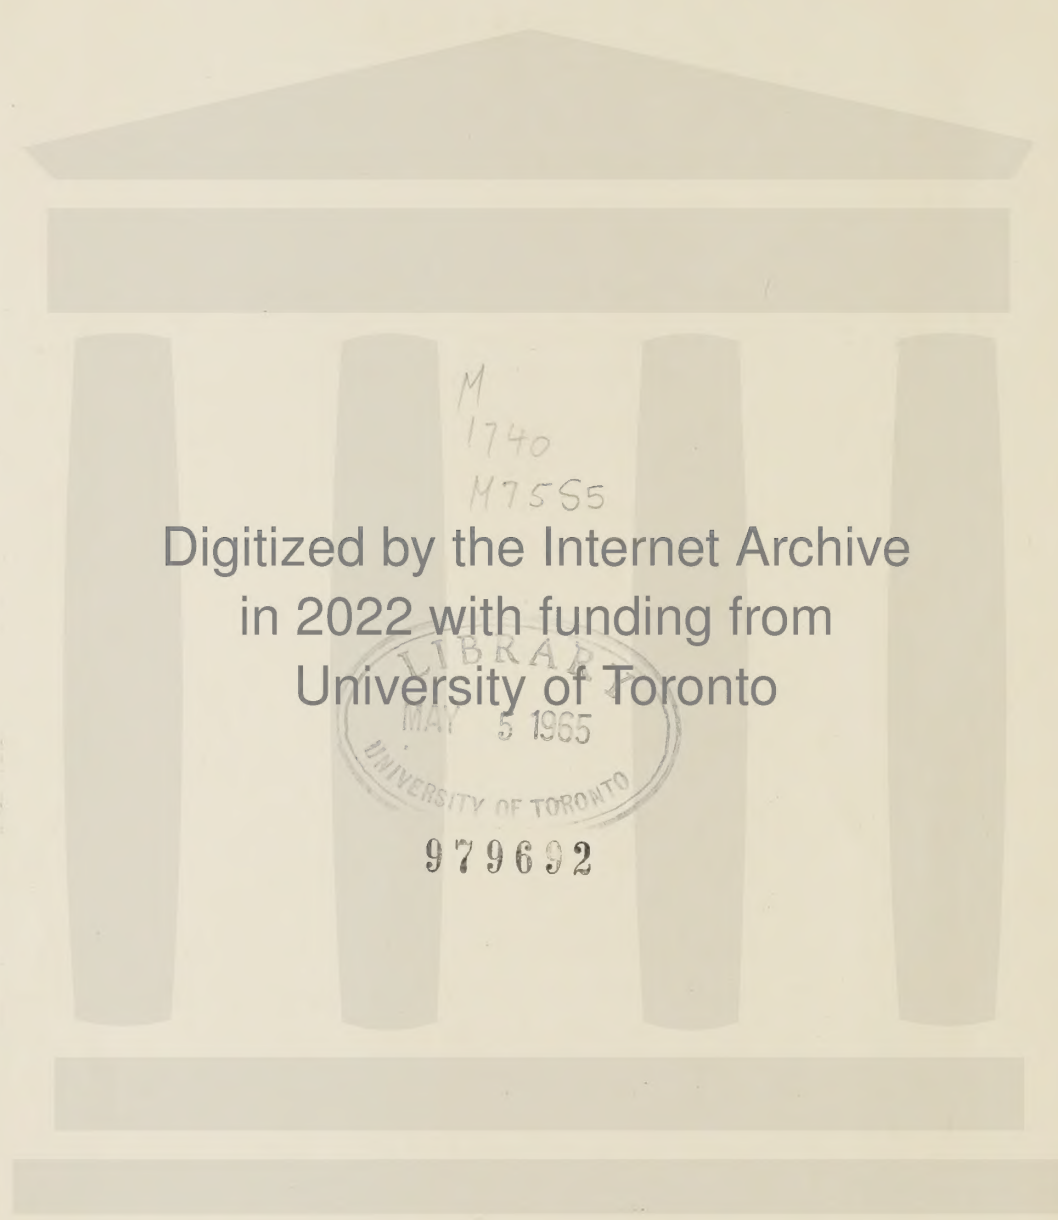 M
1740
M75S5
Digitized by the Internet Archive
in 2022 with funding from
University of Toronto
LIBRARY
MAY 5 1965
UNIVERSITY OF TORONTO
979692